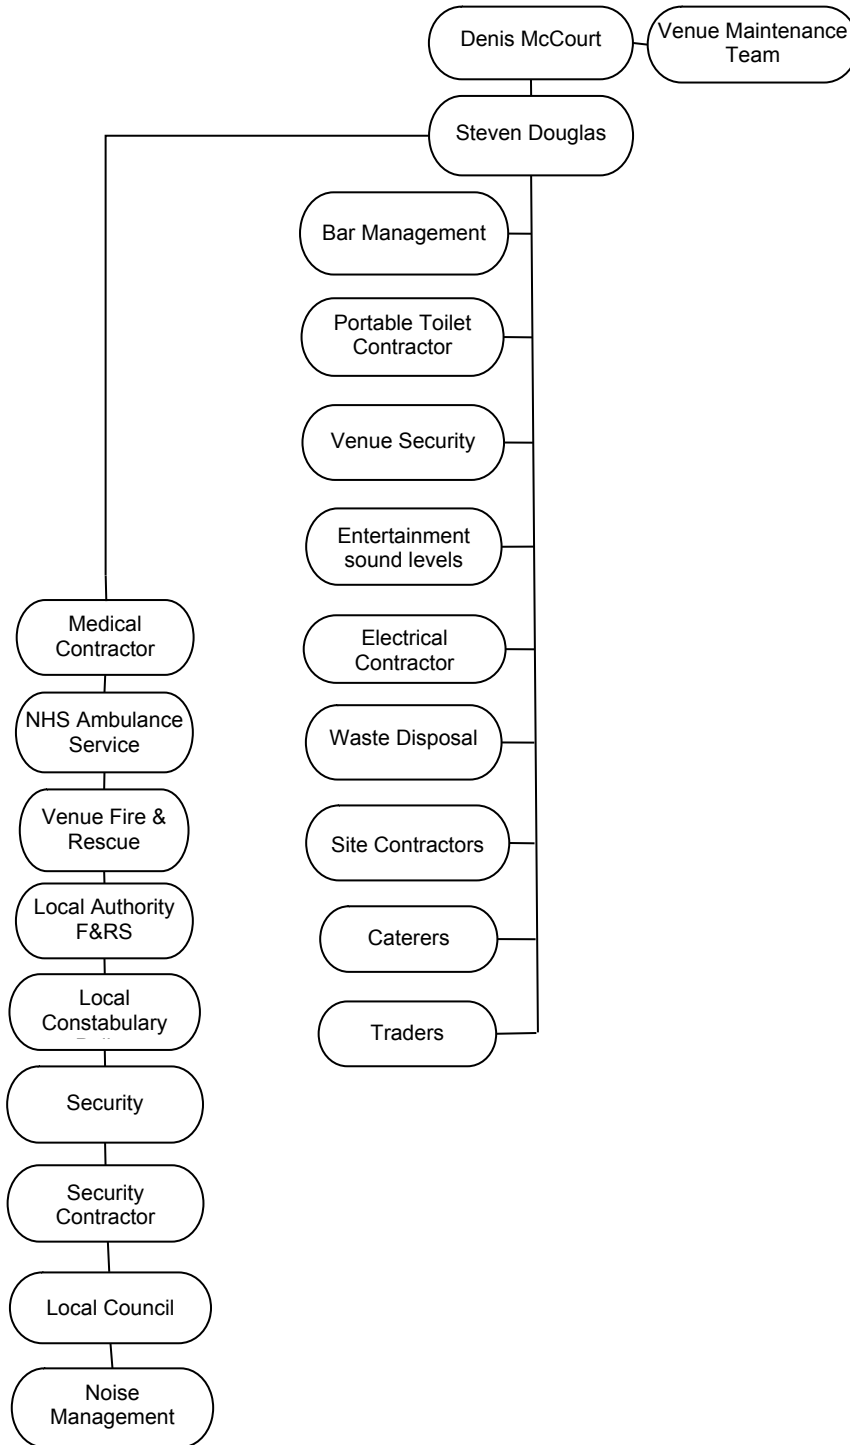 Denis McCourt
Venue Maintenance
Team
Steven Douglas
Bar Management
Portable Toilet
Contractor
Venue Security
Entertainment
sound levels
Electrical
Contractor
Waste Disposal
Site Contractors
Caterers
Traders
Medical
Contractor
NHS Ambulance
Service
Venue Fire &
Rescue
Local Authority
F&RS
Local
Constabulary
Security
Security
Contractor
Local Council
Noise
Management